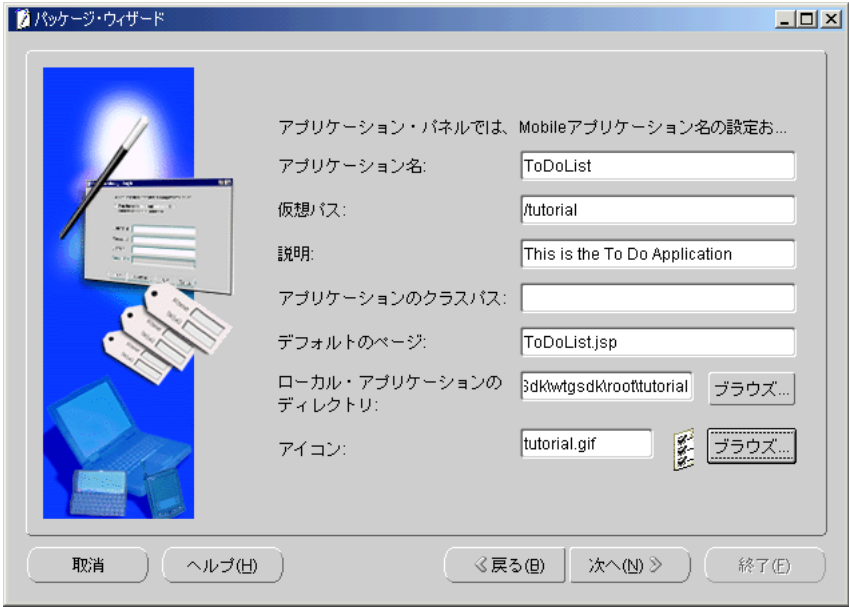 パッケージ・ウィザード
アプリケーション・パネルでは、Mobileアプリケーション名の設定お...
アプリケーション名: ToDoList
仮想パス: /tutorial
説明: This is the To Do Application
アプリケーションのクラスパス:
デフォルトのページ: ToDoList.jsp
ローカル・アプリケーションの
ディレクトリ: Sdk\wtgsdk\root\tutorial ブラウズ...
アイコン: tutorial.gif ブラウズ...
取消 ヘルプ(H) 戻る(B) 次へ(N) 終了(F)